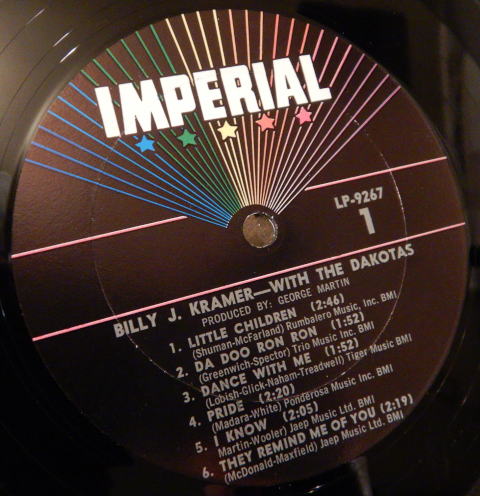 IMPERIAL
LP-9267
1
BILLY J. KRAMER—WITH THE DAKOTAS
PRODUCED BY: GEORGE MARTIN
1. LITTLE CHILDREN (2:46)
(Shuman-McFarland) Rumbalero Music, Inc. BMI
2. DA DOO RON RON (1:52)
(Greenwich-Spector) Trio Music Inc. BMI
3. DANCE WITH ME (1:52)
(Lobish-Glick-Naham-Treadwell) Tiger Music BMI
4. PRIDE (2:20)
(Madara-White) Ponderosa Music Inc. BMI
5. I KNOW (2:05)
Martin-Wooler) Jaep Music Ltd. BMI
6. THEY REMIND ME OF YOU (2:19)
(McDonald-Maxfield) Jaep Music Ltd. BMI